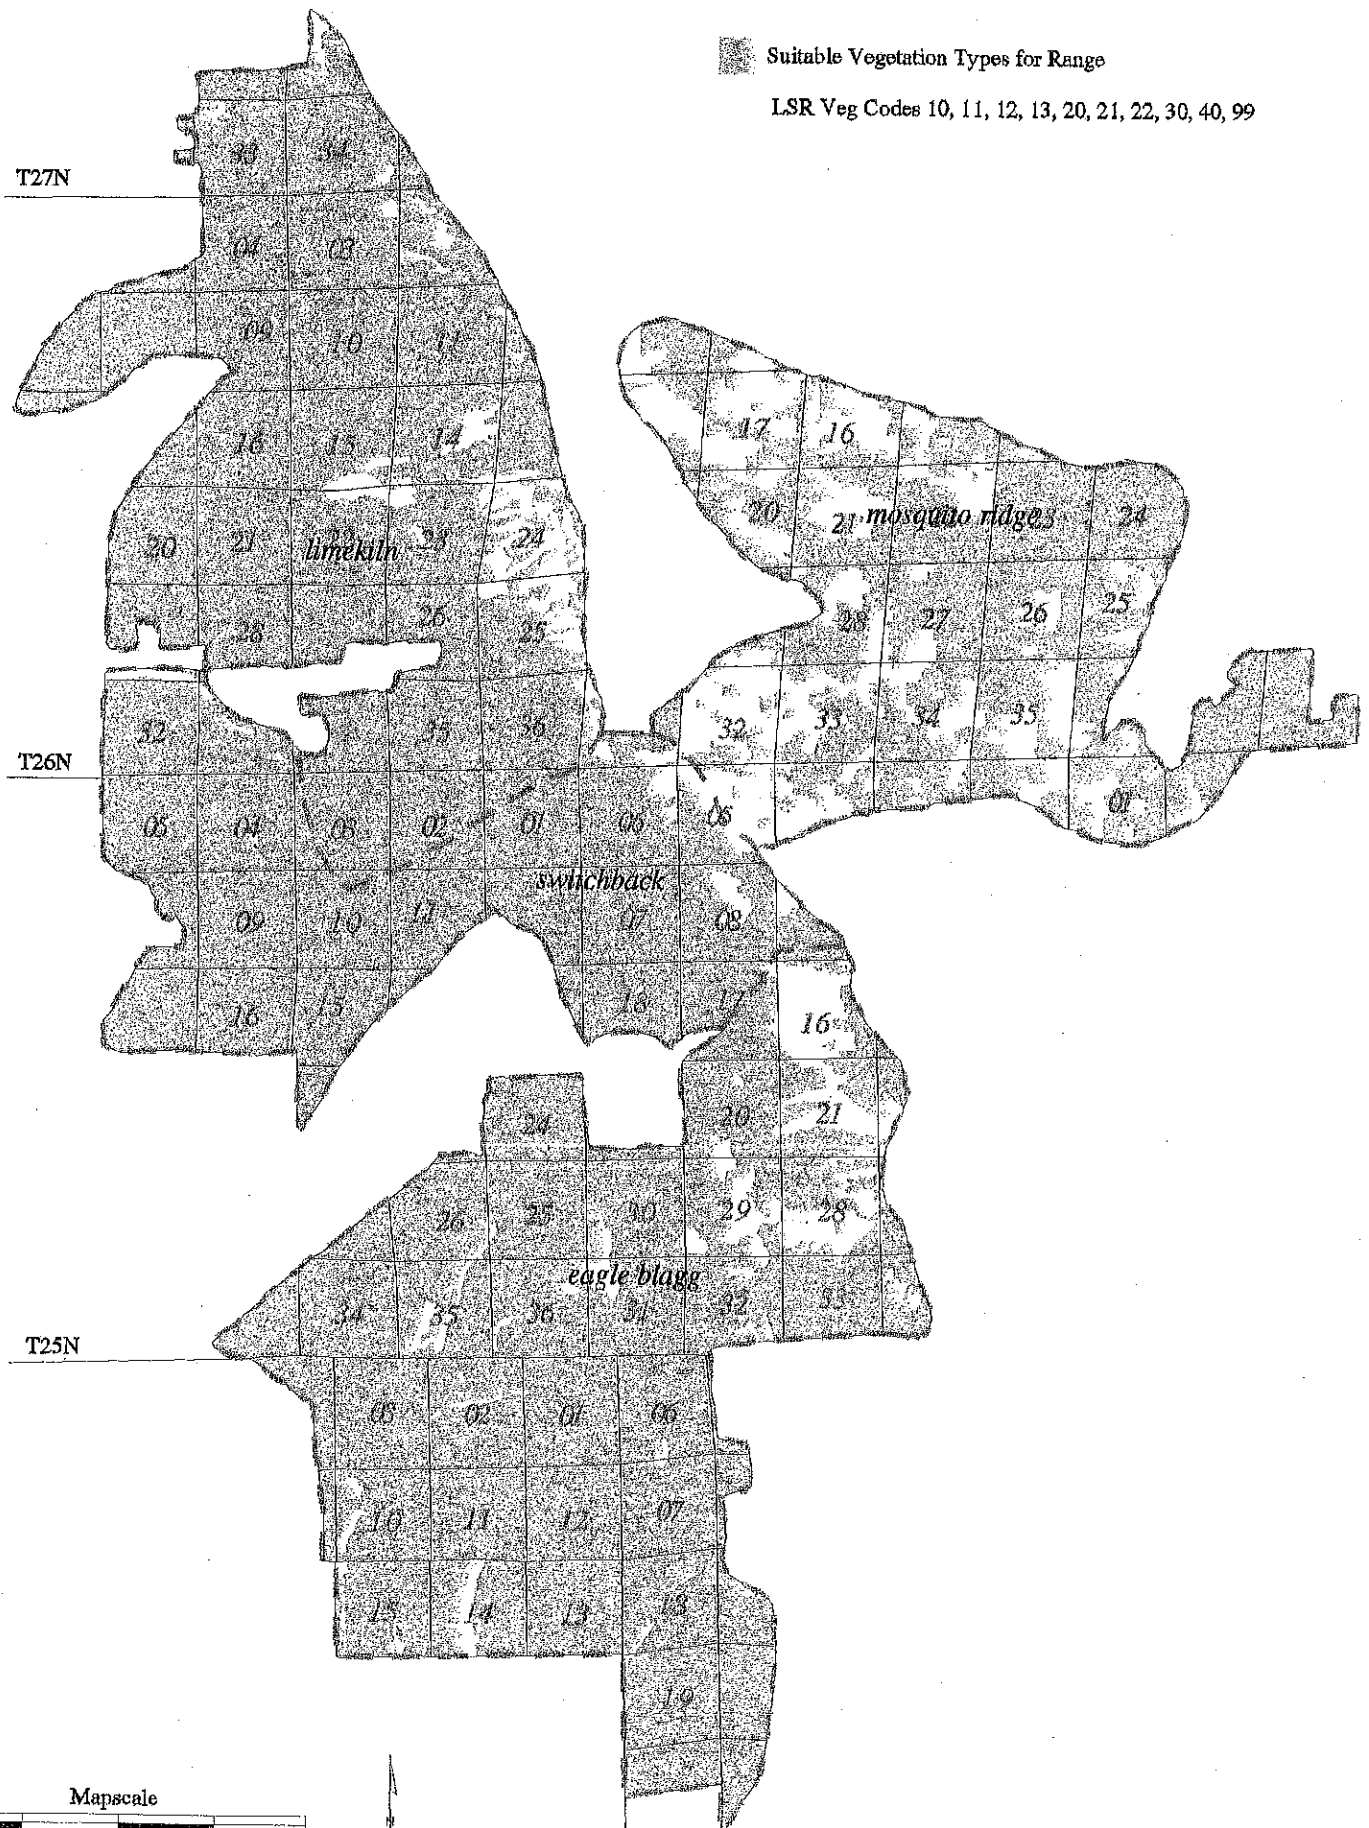 Suitable Vegetation Types for Range
LSR Veg Codes 10, 11, 12, 13, 20, 21, 22, 30, 40, 99
33 34
T27N
04 03
09 10 11
16 15 14
17 16
20 21 23 24
limekiln
20 21 mosquito ridge 23 24
28 26 25
28 27 26 25
32 35 36
32 33 34 35
T26N
05 04 03 02 01 06 05
01
switchback
09 10 11 07 08
16 15 18 17 16
24 20 21
26 25 30 29 28
eagle blagg
34 35 36 31 32 33
T25N
03 02 01 06
10 11 12 07
15 14 13 18
19
Mapscale